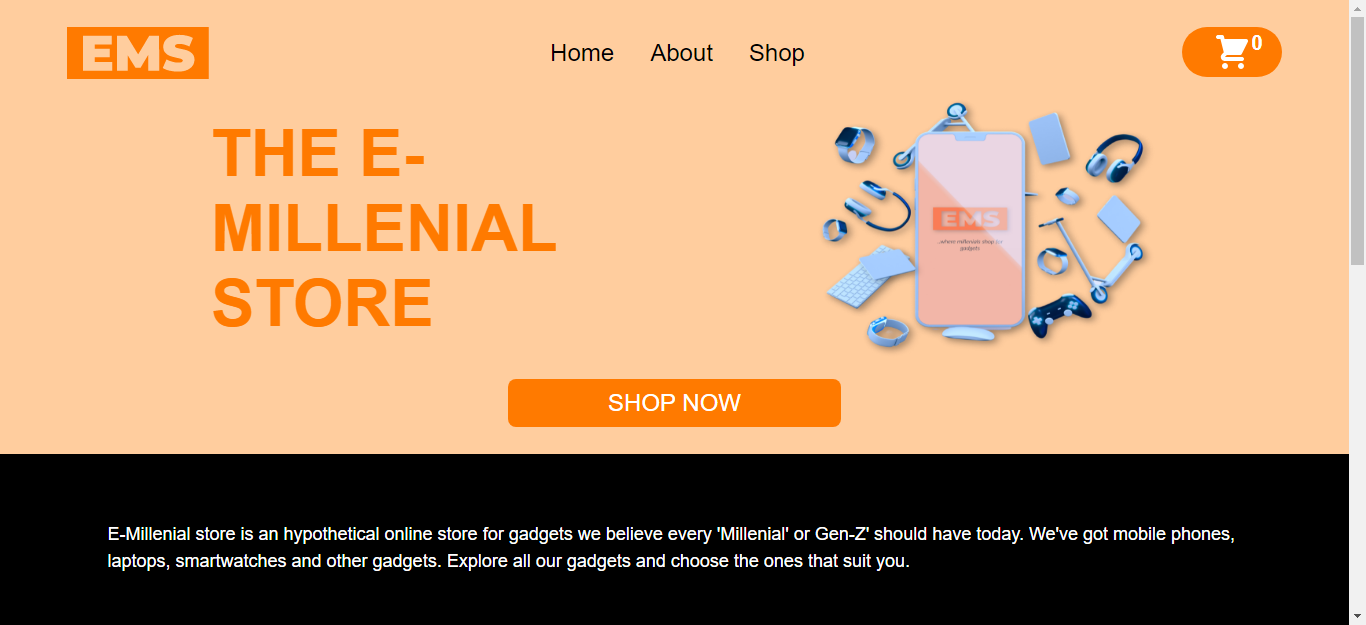 EMS
Home About Shop
0
THE E-
MILLENIAL
STORE
EMS
..where millenials shop for
gadgets
SHOP NOW
E-Millenial store is an hypothetical online store for gadgets we believe every 'Millenial' or Gen-Z' should have today. We've got mobile phones,
laptops, smartwatches and other gadgets. Explore all our gadgets and choose the ones that suit you.